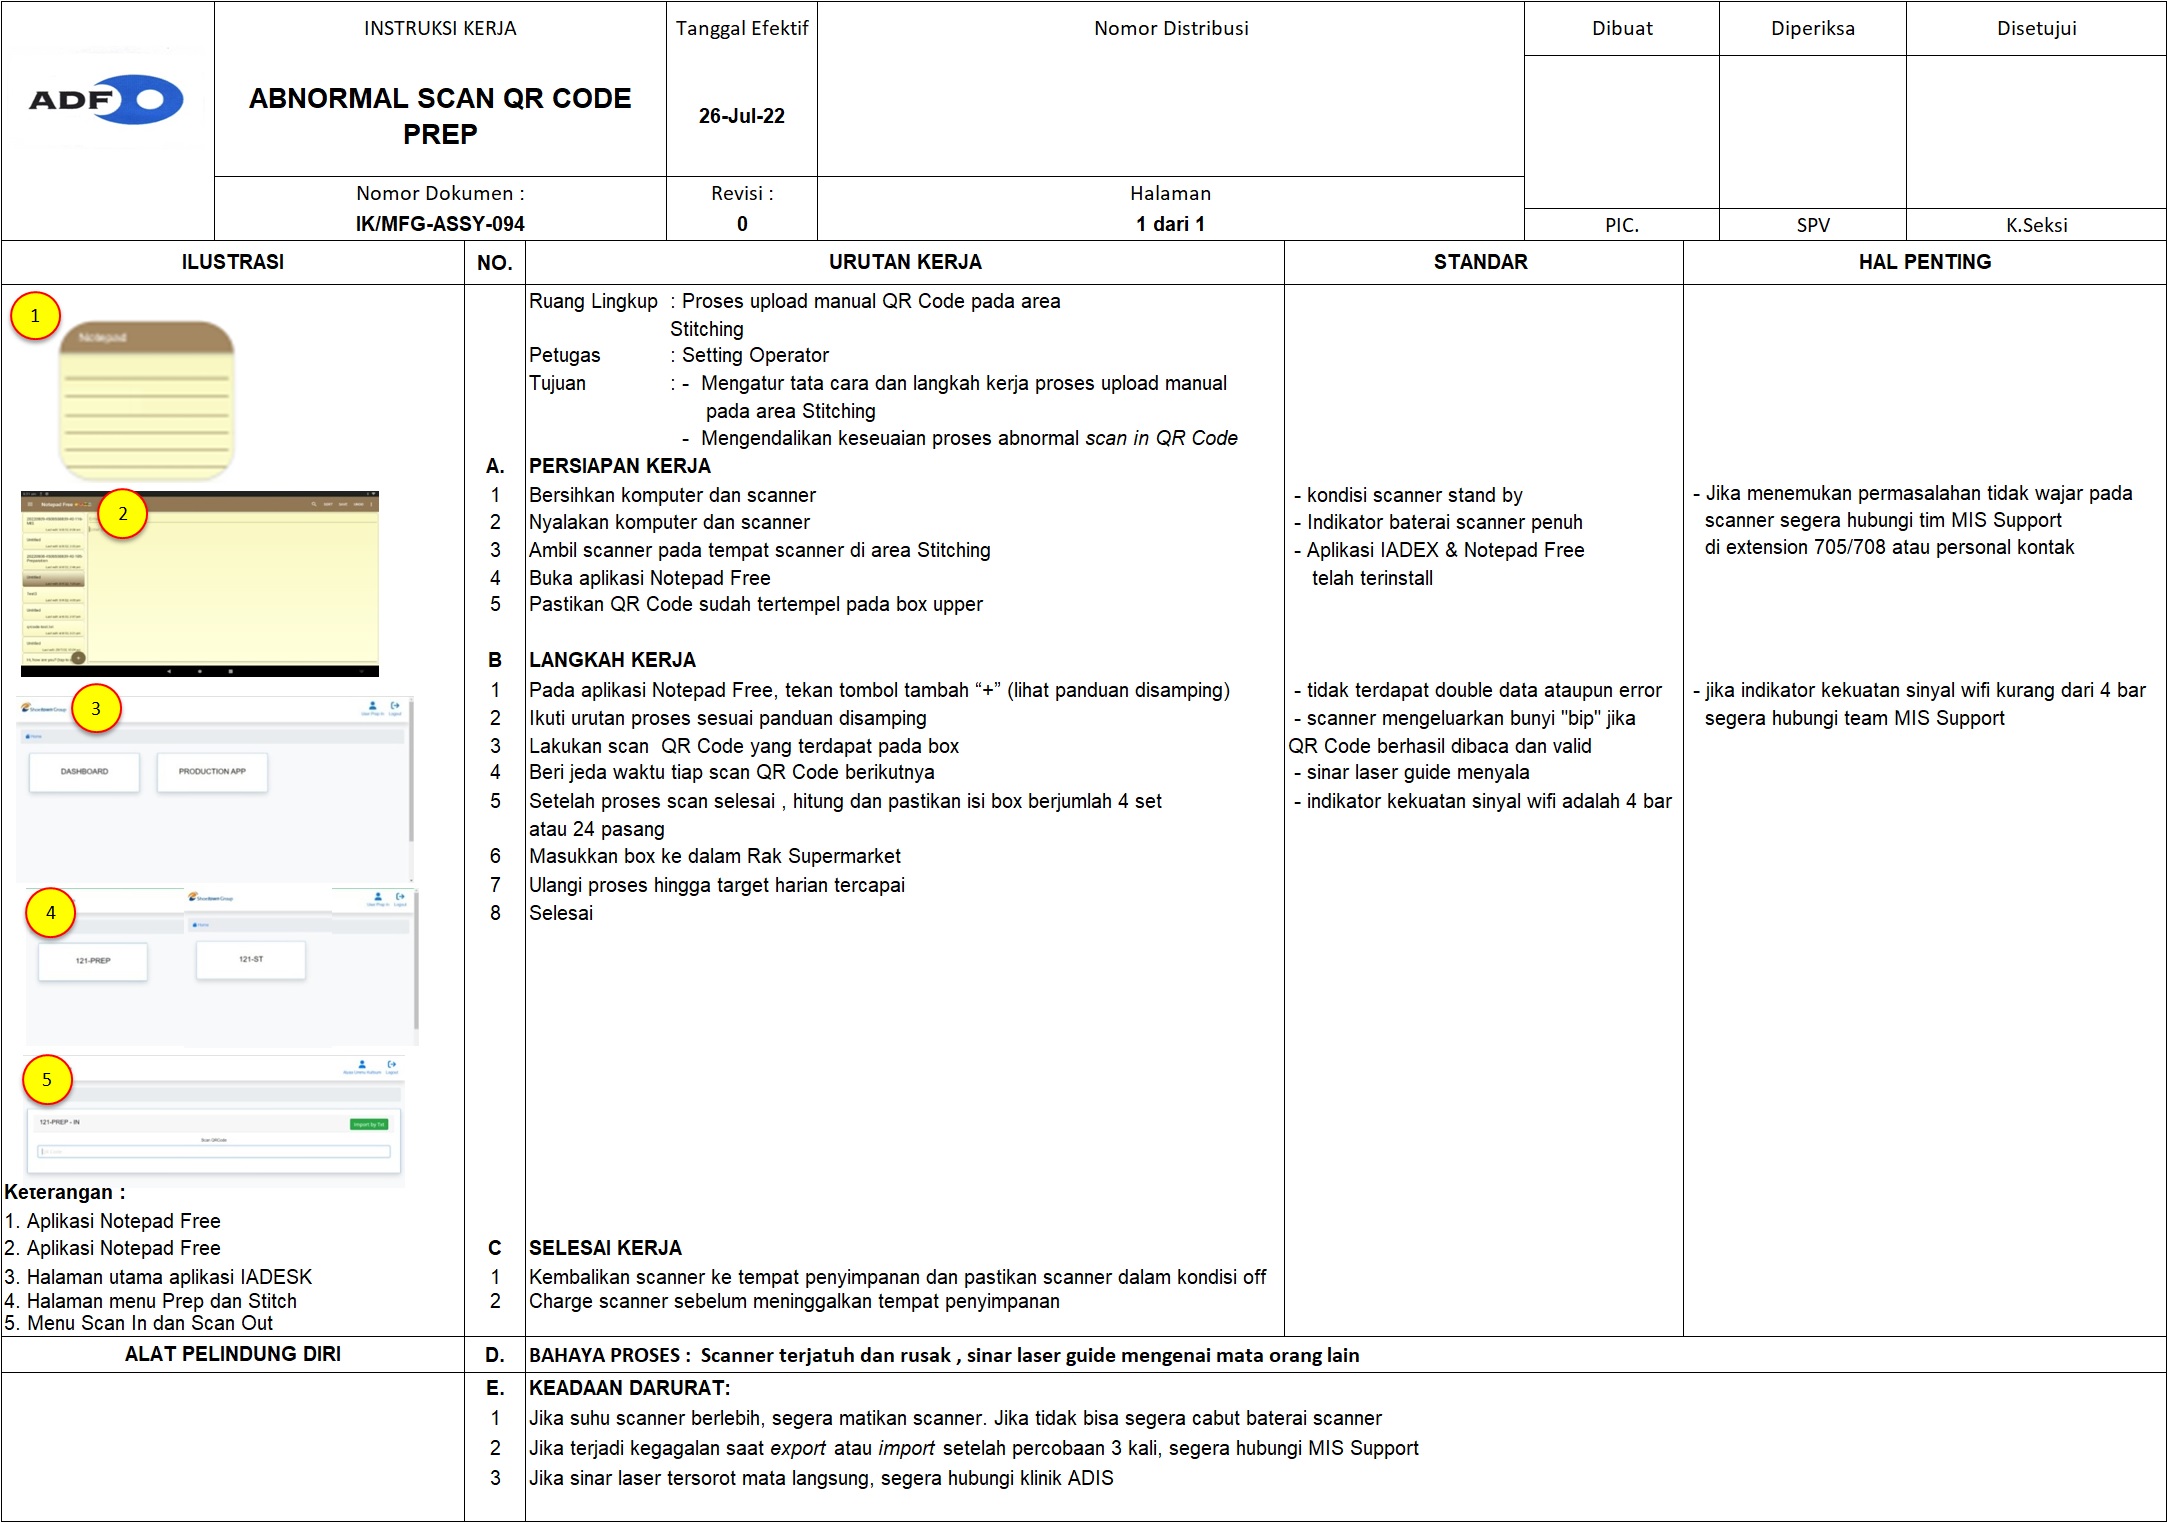 ADF
INSTRUKSI KERJA
ABNORMAL SCAN QR CODE
PREP
Tanggal Efektif
26-Jul-22
Nomor Distribusi
Dibuat
Diperiksa
Disetujui
Nomor Dokumen :
IK/MFG-ASSY-094
Revisi :
0
Halaman
1 dari 1
PIC.
SPV
K.Seksi
ILUSTRASI
NO.
URUTAN KERJA
STANDAR
HAL PENTING
1
Notepad
2
Notepad Free
3
Home
DASHBOARD
PRODUCTION APP
4
Home
121-PREP
121-ST
5
121-PREP - IN
Import by Txt
Scan QRCode
Keterangan :
1. Aplikasi Notepad Free
2. Aplikasi Notepad Free
3. Halaman utama aplikasi IADESK
4. Halaman menu Prep dan Stitch
5. Menu Scan In dan Scan Out
Ruang Lingkup : Proses upload manual QR Code pada area
Stitching
Petugas : Setting Operator
Tujuan : - Mengatur tata cara dan langkah kerja proses upload manual
pada area Stitching
- Mengendalikan keseuaian proses abnormal scan in QR Code
A. PERSIAPAN KERJA
1 Bersihkan komputer dan scanner
2 Nyalakan komputer dan scanner
3 Ambil scanner pada tempat scanner di area Stitching
4 Buka aplikasi Notepad Free
5 Pastikan QR Code sudah tertempel pada box upper
- kondisi scanner stand by
- Indikator baterai scanner penuh
- Aplikasi IADEX & Notepad Free
telah terinstall
- Jika menemukan permasalahan tidak wajar pada
scanner segera hubungi tim MIS Support
di extension 705/708 atau personal kontak
B LANGKAH KERJA
1 Pada aplikasi Notepad Free, tekan tombol tambah “+” (lihat panduan disamping)
2 Ikuti urutan proses sesuai panduan disamping
3 Lakukan scan QR Code yang terdapat pada box
4 Beri jeda waktu tiap scan QR Code berikutnya
5 Setelah proses scan selesai , hitung dan pastikan isi box berjumlah 4 set
atau 24 pasang
6 Masukkan box ke dalam Rak Supermarket
7 Ulangi proses hingga target harian tercapai
8 Selesai
- tidak terdapat double data ataupun error
- scanner mengeluarkan bunyi "bip" jika
QR Code berhasil dibaca dan valid
- sinar laser guide menyala
- indikator kekuatan sinyal wifi adalah 4 bar
- jika indikator kekuatan sinyal wifi kurang dari 4 bar
segera hubungi team MIS Support
C SELESAI KERJA
1 Kembalikan scanner ke tempat penyimpanan dan pastikan scanner dalam kondisi off
2 Charge scanner sebelum meninggalkan tempat penyimpanan
ALAT PELINDUNG DIRI
D. BAHAYA PROSES : Scanner terjatuh dan rusak , sinar laser guide mengenai mata orang lain
E. KEADAAN DARURAT:
1 Jika suhu scanner berlebih, segera matikan scanner. Jika tidak bisa segera cabut baterai scanner
2 Jika terjadi kegagalan saat export atau import setelah percobaan 3 kali, segera hubungi MIS Support
3 Jika sinar laser tersorot mata langsung, segera hubungi klinik ADIS